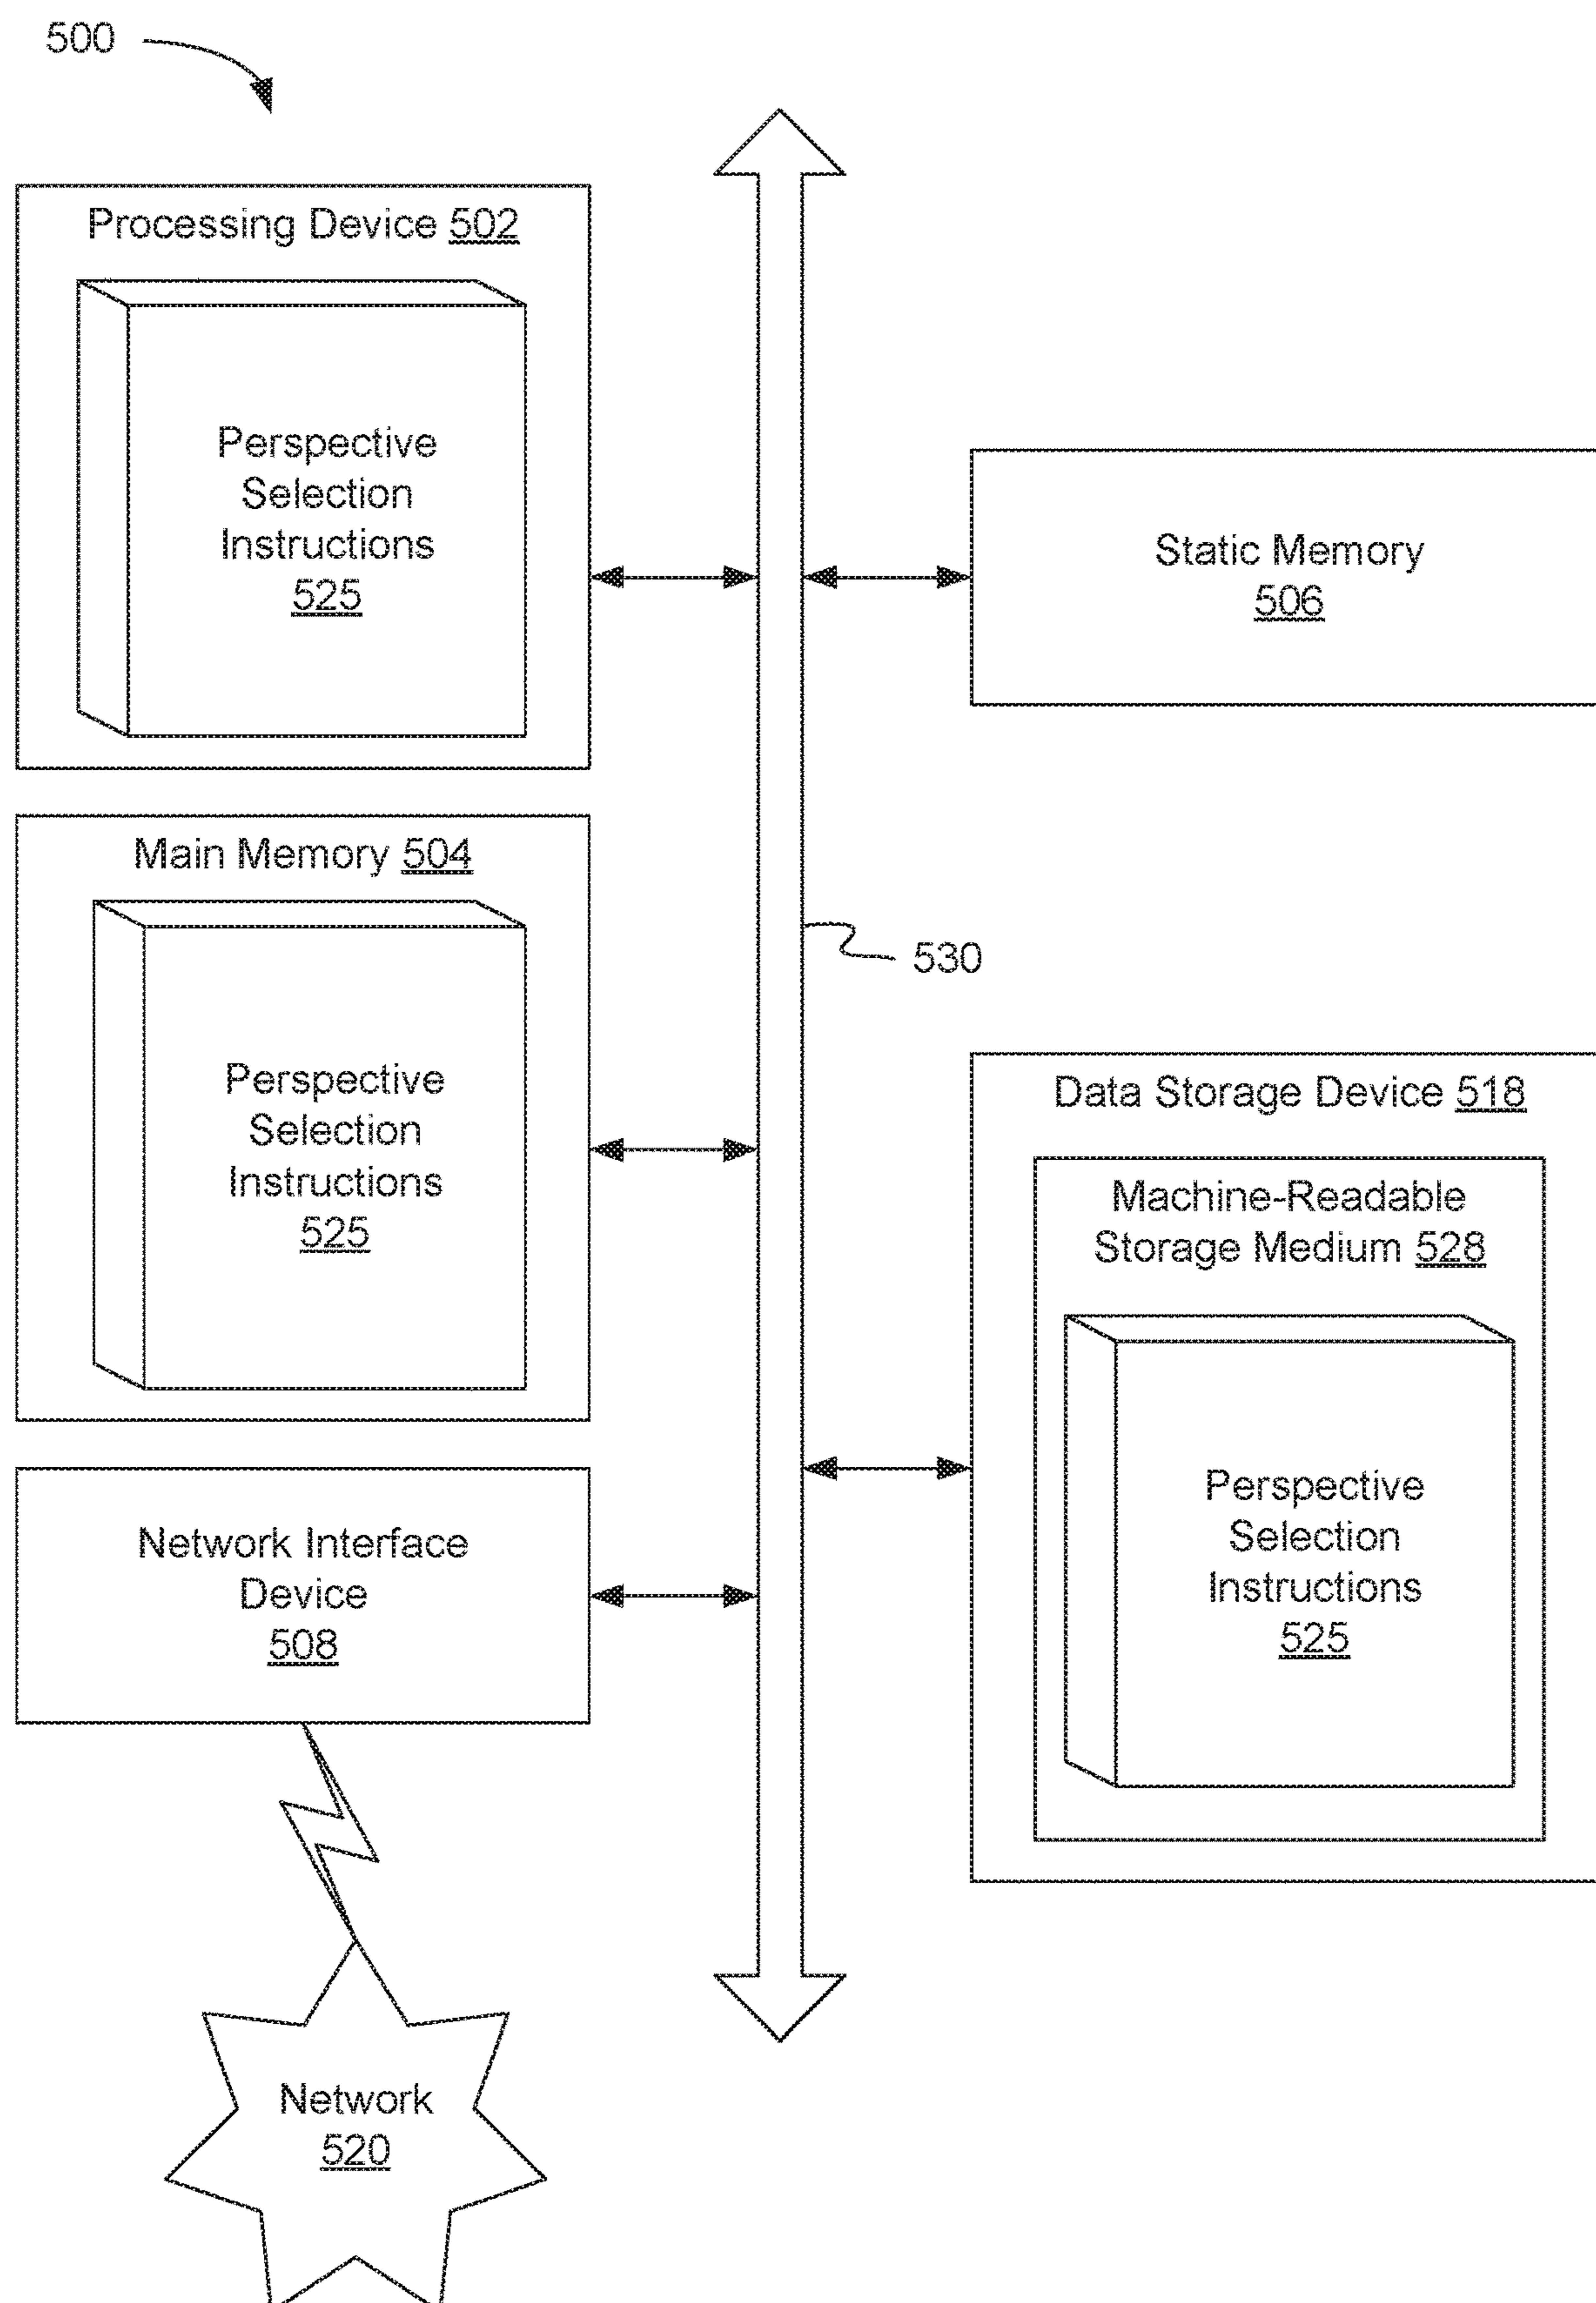 500
Processing Device 502
Perspective
Selection
Instructions
525
Static Memory
506
Main Memory 504
Perspective
Selection
Instructions
525
530
Data Storage Device 518
Machine-Readable
Storage Medium 528
Perspective
Selection
Instructions
525
Network Interface
Device
508
Network
520